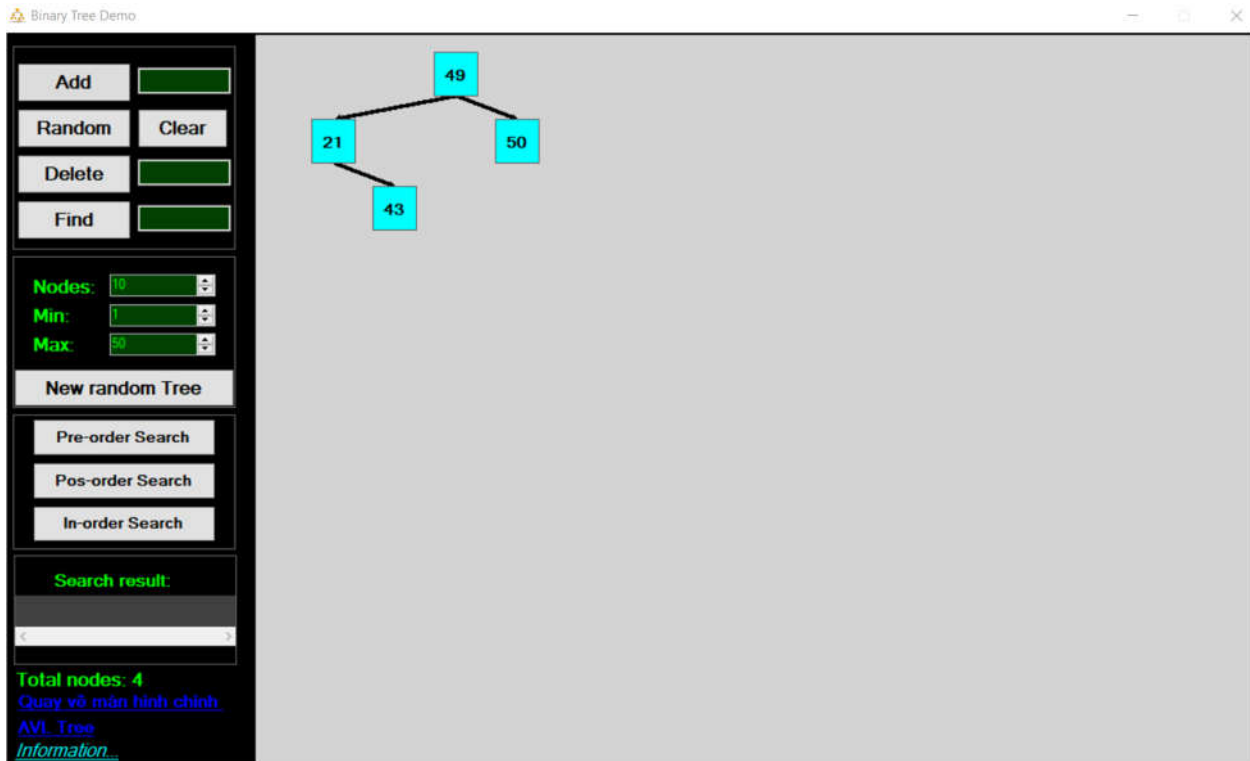 Binary Tree Demo
Add
Random Clear
Delete
Find
Nodes: 10
Min: 1
Max: 50
New random Tree
Pre-order Search
Pos-order Search
In-order Search
Search result:
Total nodes: 4
Quay về màn hình chính
AVL Tree
Information...
49
21 50
43